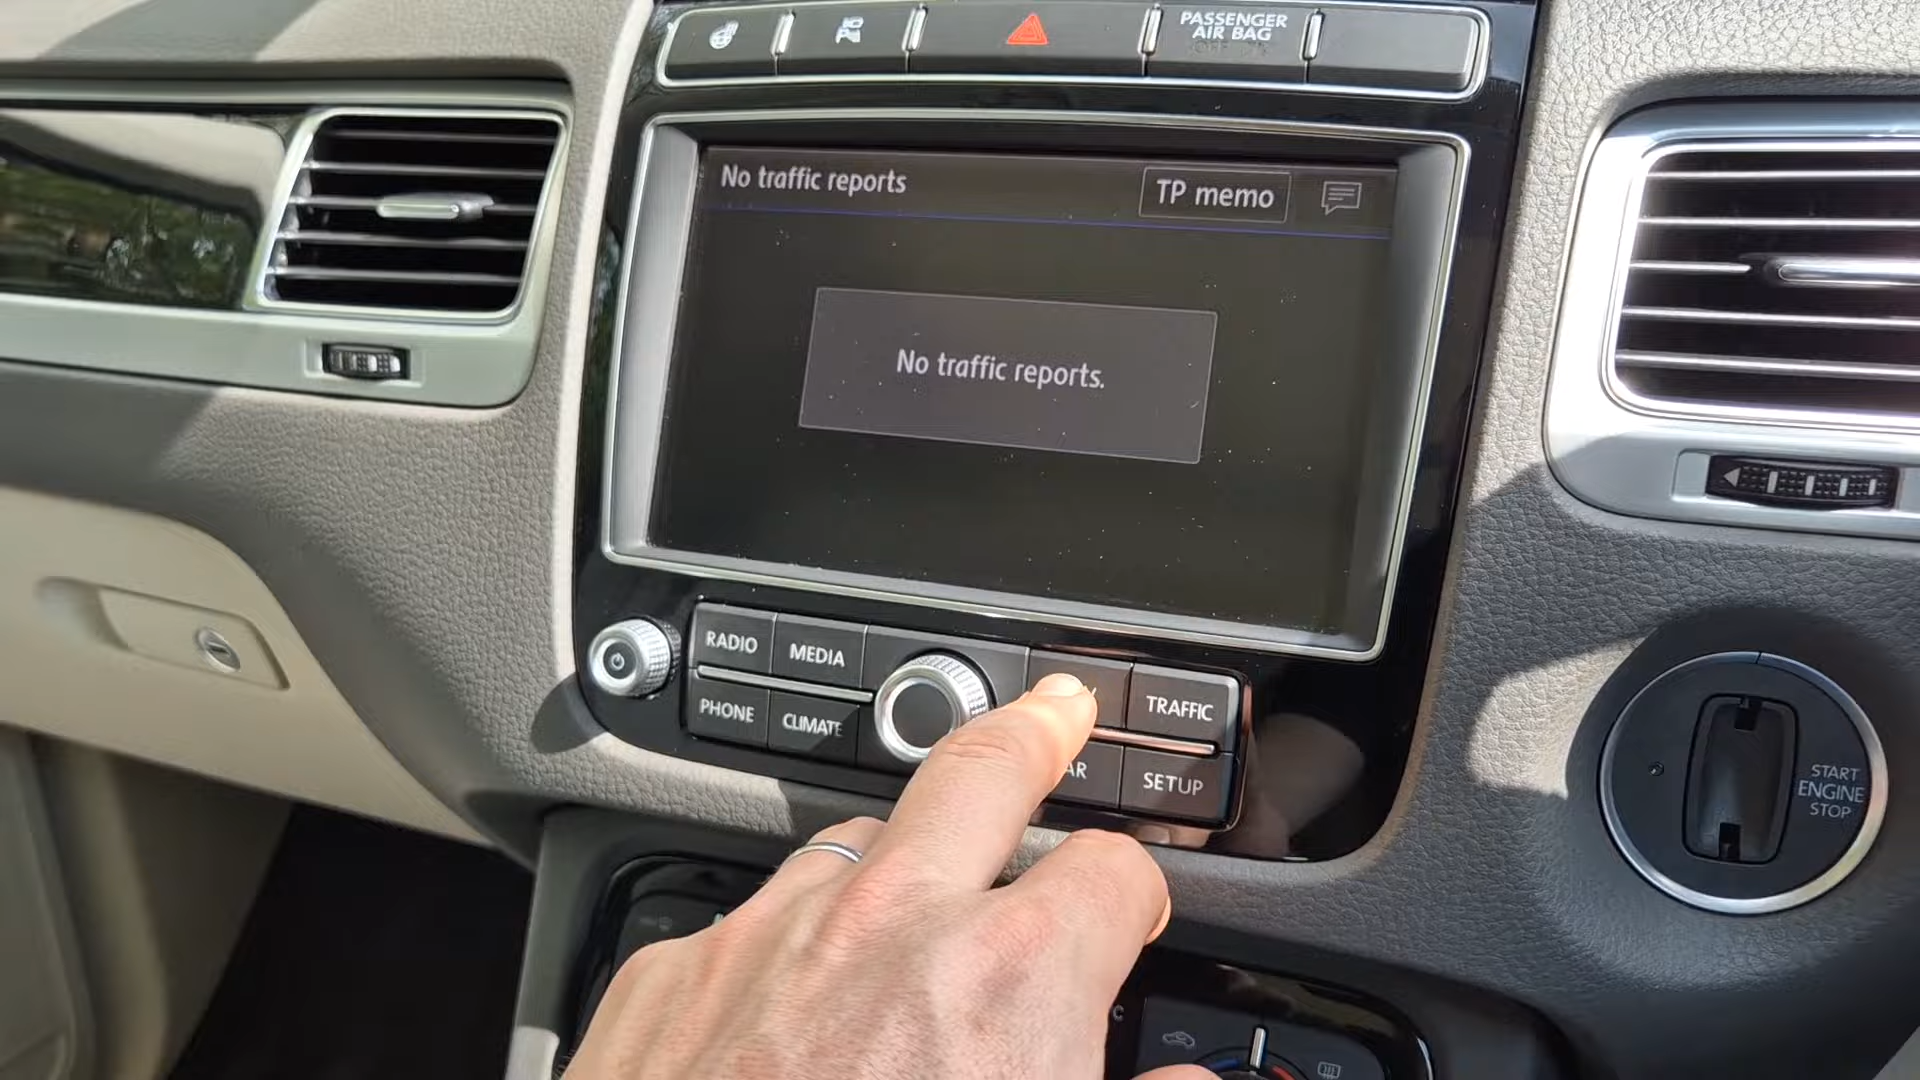 PASSENGER
AIR BAG
No traffic reports
TP memo
No traffic reports.
RADIO
MEDIA
TRAFFIC
PHONE
CLIMATE
SETUP
START
ENGINE
STOP